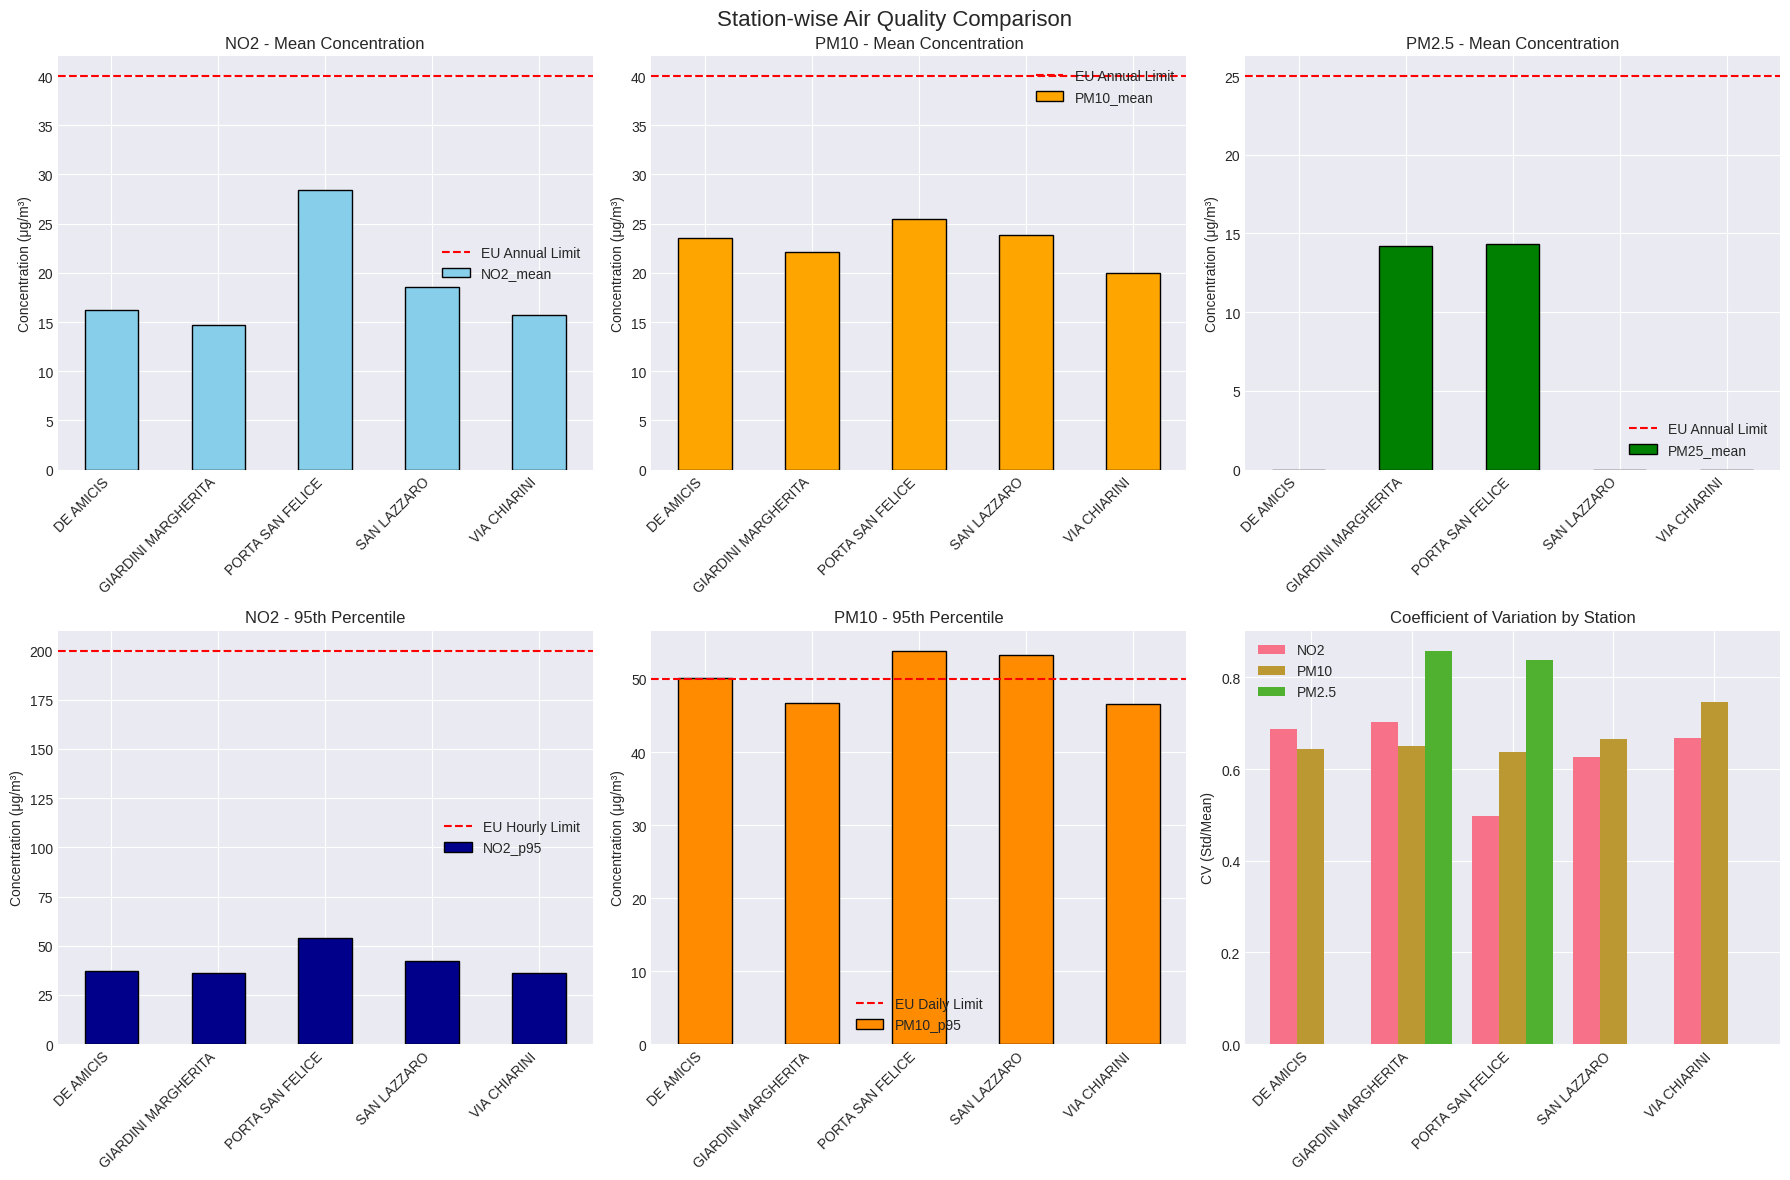 Station-wise Air Quality Comparison
NO2 - Mean Concentration
40
35
30
25
20
15
10
5
0
Concentration (µg/m³)
EU Annual Limit
NO2_mean
DE AMICIS
GIARDINI MARGHERITA
PORTA SAN FELICE
SAN LAZZARO
VIA CHIARINI
PM10 - Mean Concentration
40
35
30
25
20
15
10
5
0
Concentration (µg/m³)
EU Annual Limit
PM10_mean
DE AMICIS
GIARDINI MARGHERITA
PORTA SAN FELICE
SAN LAZZARO
VIA CHIARINI
PM2.5 - Mean Concentration
25
20
15
10
5
0
Concentration (µg/m³)
EU Annual Limit
PM25_mean
DE AMICIS
GIARDINI MARGHERITA
PORTA SAN FELICE
SAN LAZZARO
VIA CHIARINI
NO2 - 95th Percentile
200
175
150
125
100
75
50
25
0
Concentration (µg/m³)
EU Hourly Limit
NO2_p95
DE AMICIS
GIARDINI MARGHERITA
PORTA SAN FELICE
SAN LAZZARO
VIA CHIARINI
PM10 - 95th Percentile
50
40
30
20
10
0
Concentration (µg/m³)
EU Daily Limit
PM10_p95
DE AMICIS
GIARDINI MARGHERITA
PORTA SAN FELICE
SAN LAZZARO
VIA CHIARINI
Coefficient of Variation by Station
0.8
0.6
0.4
0.2
0.0
CV (Std/Mean)
NO2
PM10
PM2.5
DE AMICIS
GIARDINI MARGHERITA
PORTA SAN FELICE
SAN LAZZARO
VIA CHIARINI